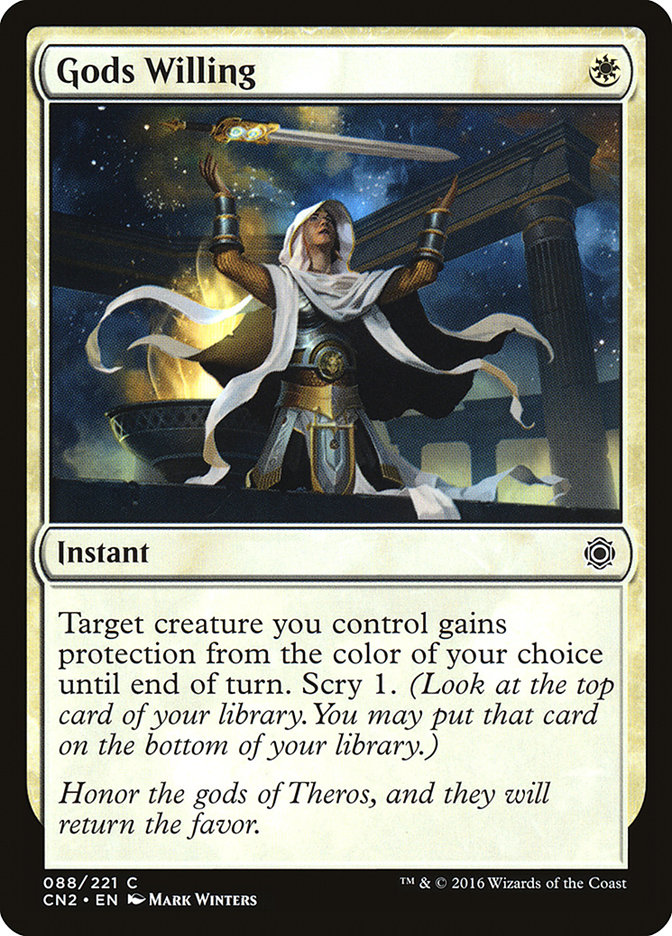 Gods Willing
Instant
Target creature you control gains
protection from the color of your choice
until end of turn. Scry 1. (Look at the top
card of your library. You may put that card
on the bottom of your library.)
Honor the gods of Theros, and they will
return the favor.
088/221 C
CN2 • EN Mark Winters
™ & © 2016 Wizards of the Coast